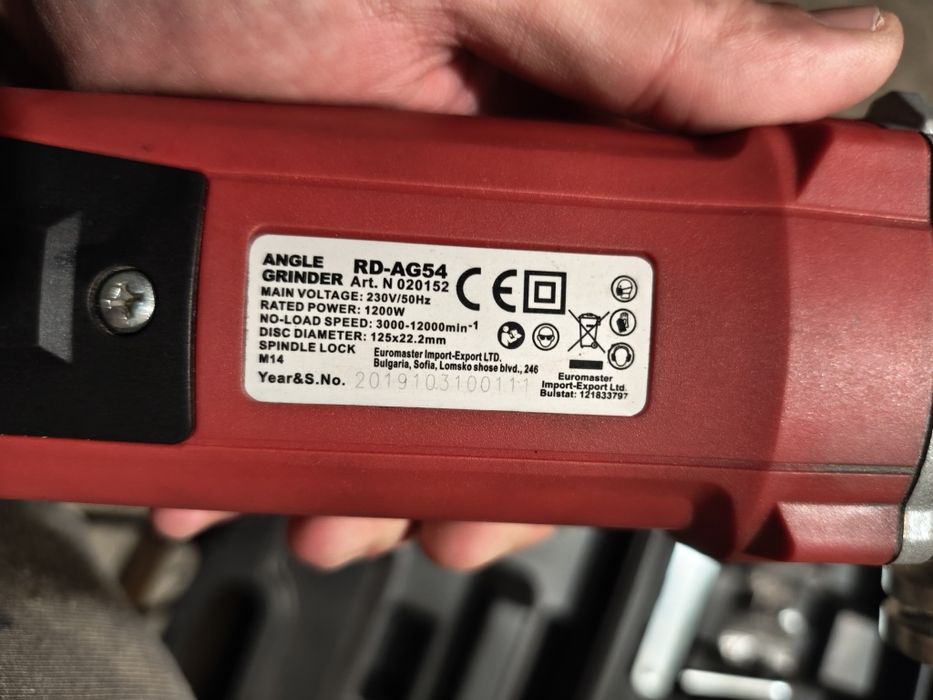 ANGLE
GRINDER
RD-AG54
Art. N 020152
MAIN VOLTAGE: 230V/50Hz
RATED POWER: 1200W
NO-LOAD SPEED: 3000-12000min⁻¹
DISC DIAMETER: 125x22.2mm
SPINDLE LOCK
M14
Euromaster Import-Export LTD.
Bulgaria, Sofia, Lomsko shose blvd., 246
Year&S.No. 2019103100111
CE
Euromaster
Import-Export Ltd.
Bulstat: 121833797